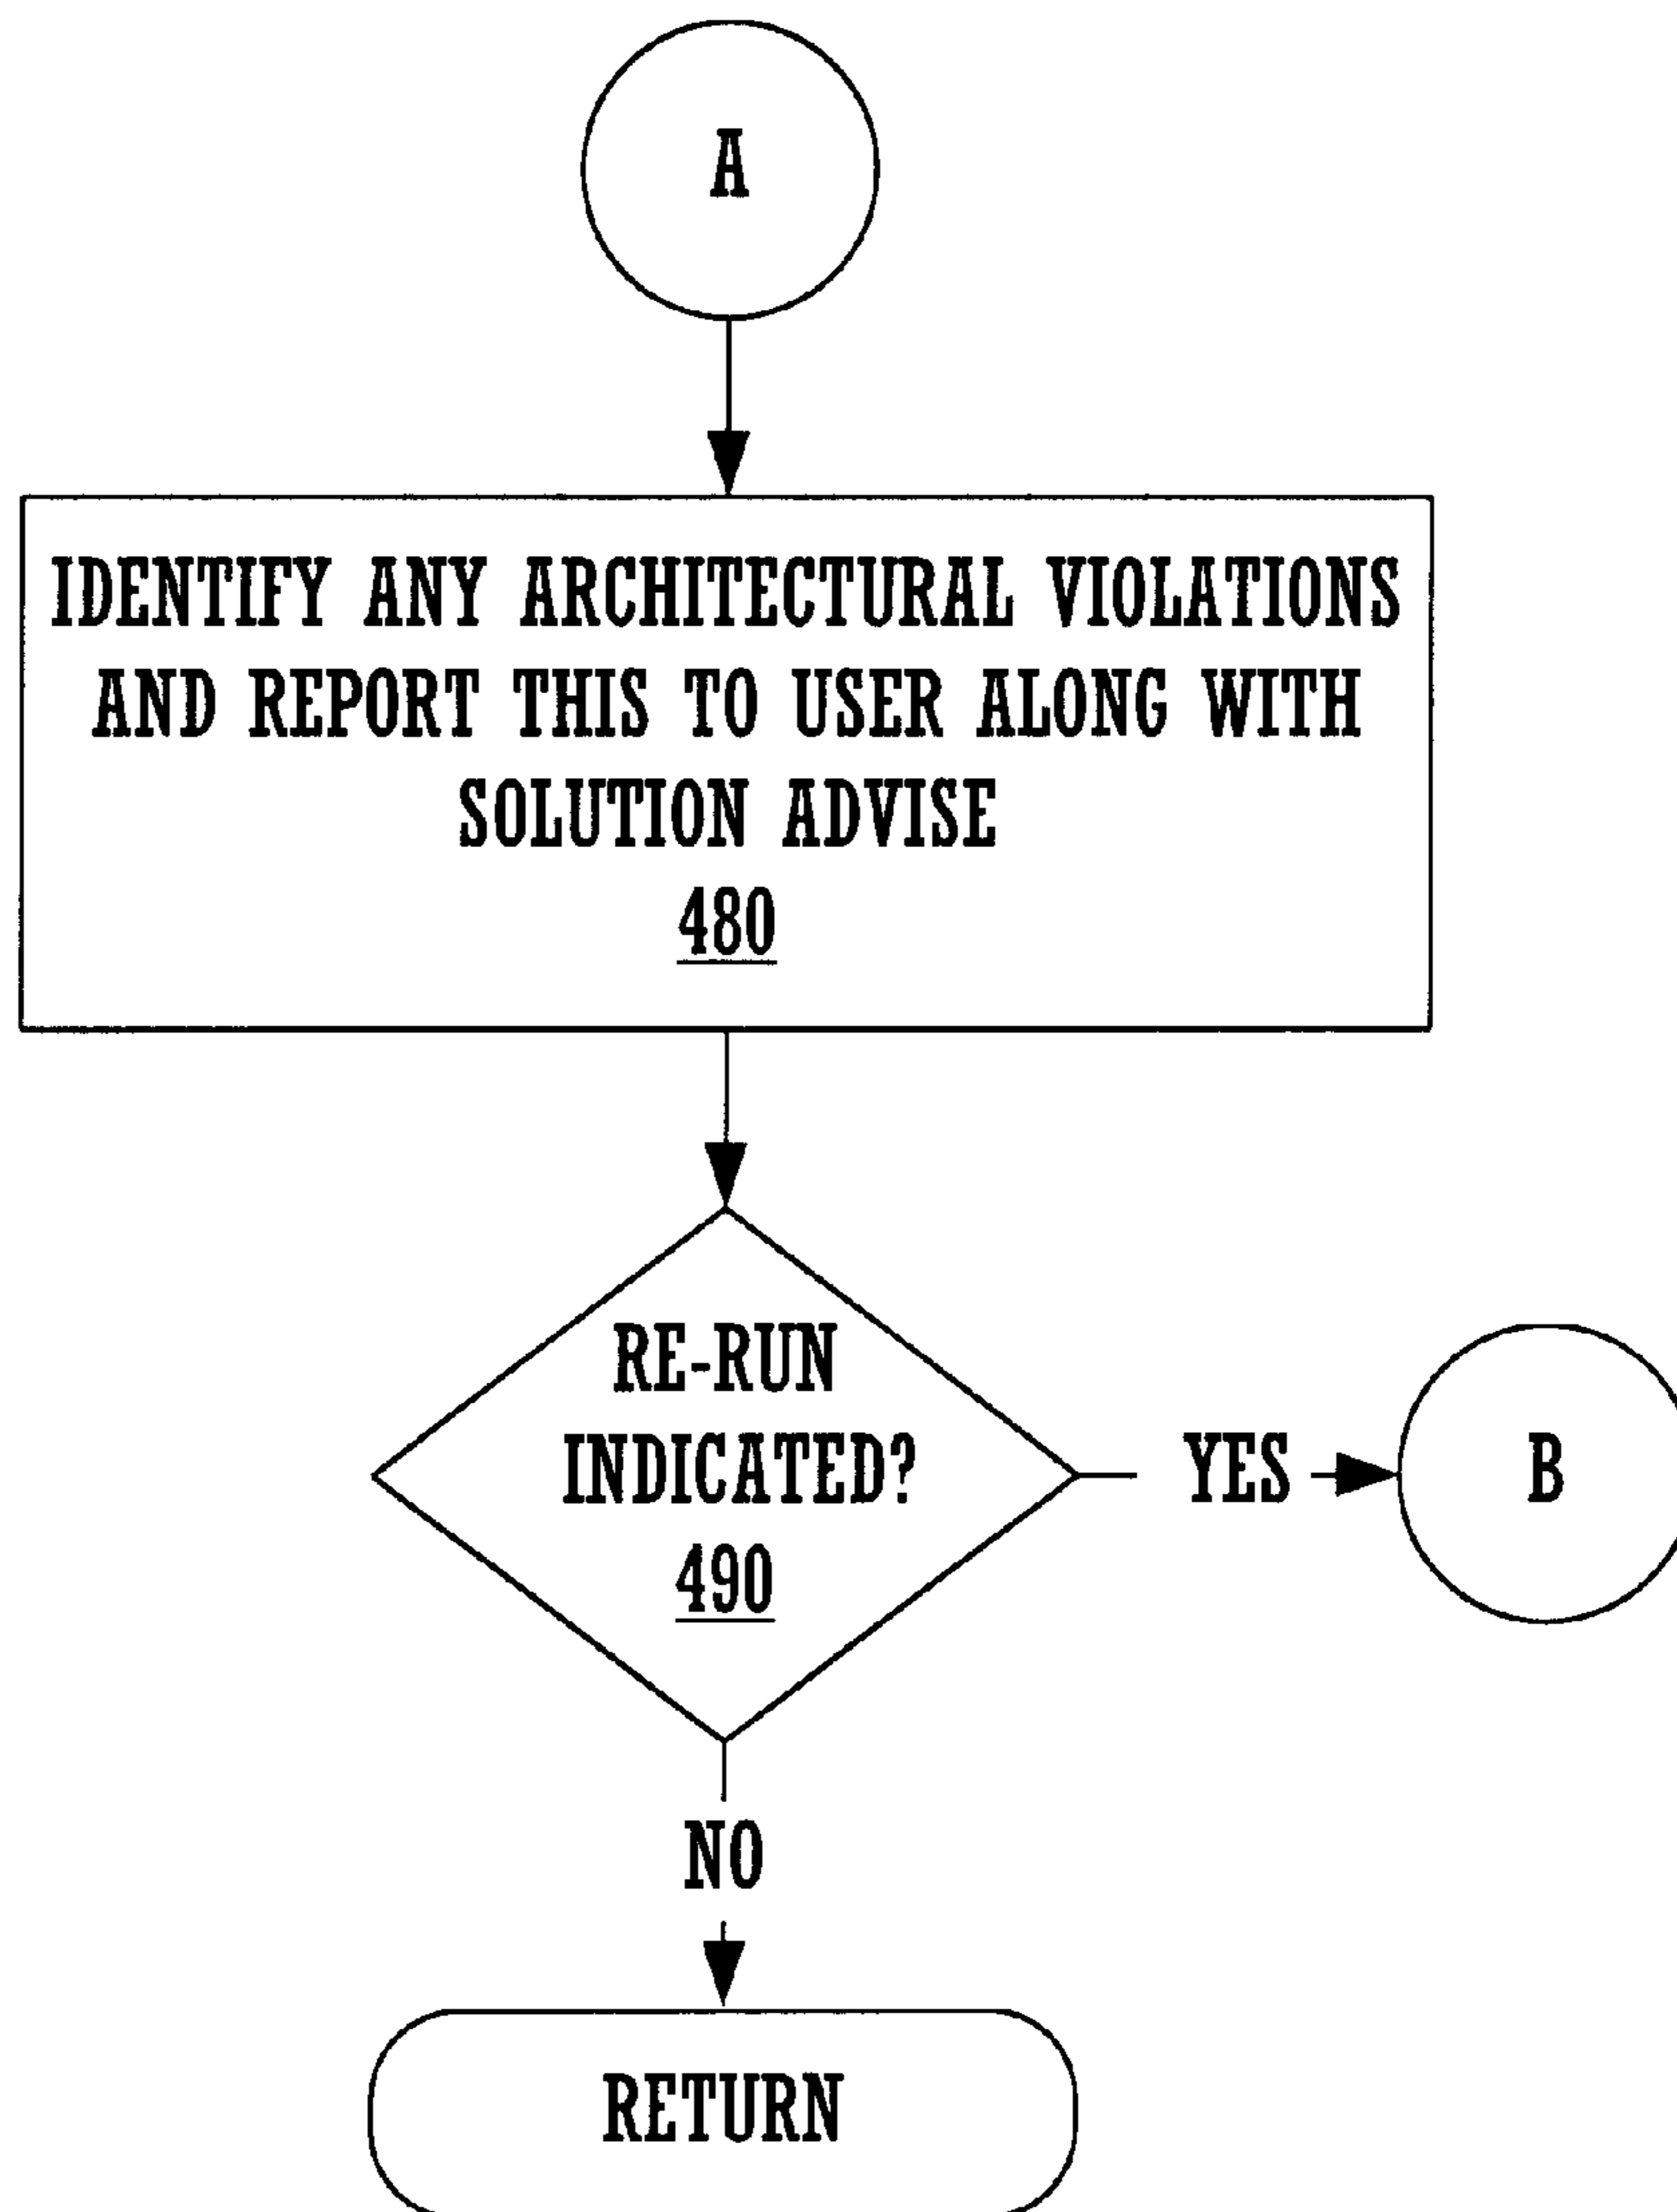 A
IDENTIFY ANY ARCHITECTURAL VIOLATIONS
AND REPORT THIS TO USER ALONG WITH
SOLUTION ADVISE
480
RE-RUN
INDICATED?
490
YES
B
NO
RETURN